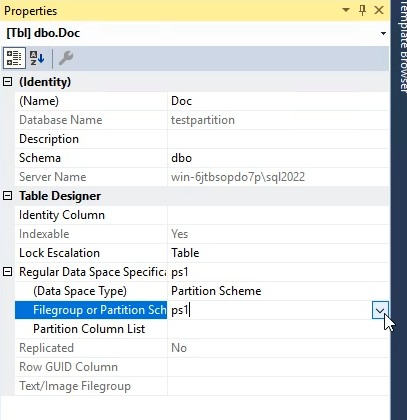 Properties
[Tbl] dbo.Doc
(Identity)
(Name) Doc
Database Name testpartition
Description
Schema dbo
Server Name win-6jtbsopdo7p\sql2022
Table Designer
Identity Column
Indexable Yes
Lock Escalation Table
Regular Data Space Specifica ps1
(Data Space Type) Partition Scheme
Filegroup or Partition Sch ps1
Partition Column List
Replicated No
Row GUID Column
Text/Image Filegroup
Template Browser